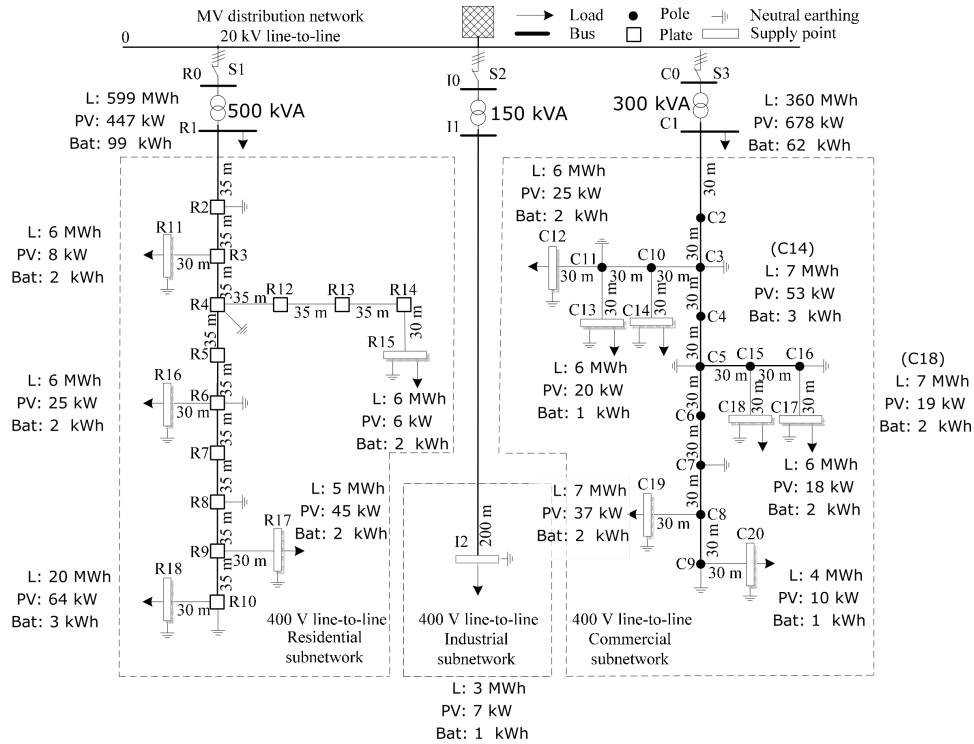 MV distribution network
0 20 kV line-to-line
Load
Bus
Pole
Plate
Neutral earthing
Supply point
R0 S1
I0 S2
C0 S3
L: 599 MWh
PV: 447 kW
Bat: 99 kWh
500 kVA
R1
150 kVA
I1
300 kVA
C1
L: 360 MWh
PV: 678 kW
Bat: 62 kWh
35 m
R2
35 m
R11
L: 6 MWh
PV: 8 kW
Bat: 2 kWh
30 m
R3
35 m
R4
35 m
R12
35 m
R13
35 m
R14
30 m
R15
L: 6 MWh
PV: 6 kW
Bat: 2 kWh
35 m
R5
35 m
R16
L: 6 MWh
PV: 25 kW
Bat: 2 kWh
30 m
R6
35 m
R7
35 m
R8
35 m
R9
30 m
R17
L: 5 MWh
PV: 45 kW
Bat: 2 kWh
35 m
R18
L: 20 MWh
PV: 64 kW
Bat: 3 kWh
30 m
R10
400 V line-to-line
Residential
subnetwork
200 m
I2
400 V line-to-line
Industrial
subnetwork
L: 3 MWh
PV: 7 kW
Bat: 1 kWh
30 m
C2
30 m
L: 6 MWh
PV: 25 kW
Bat: 2 kWh
C12
30 m
C11
30 m
C10
30 m
C3
30 m
C13
30 m
C14
L: 6 MWh
PV: 20 kW
Bat: 1 kWh
(C14)
L: 7 MWh
PV: 53 kW
Bat: 3 kWh
30 m
C4
30 m
C5
30 m
C15
30 m
C16
30 m
C18
30 m
C17
(C18)
L: 7 MWh
PV: 19 kW
Bat: 2 kWh
L: 6 MWh
PV: 18 kW
Bat: 2 kWh
30 m
C6
30 m
C7
30 m
C19
L: 7 MWh
PV: 37 kW
Bat: 2 kWh
30 m
C8
30 m
C9
30 m
C20
L: 4 MWh
PV: 10 kW
Bat: 1 kWh
400 V line-to-line
Commercial
subnetwork